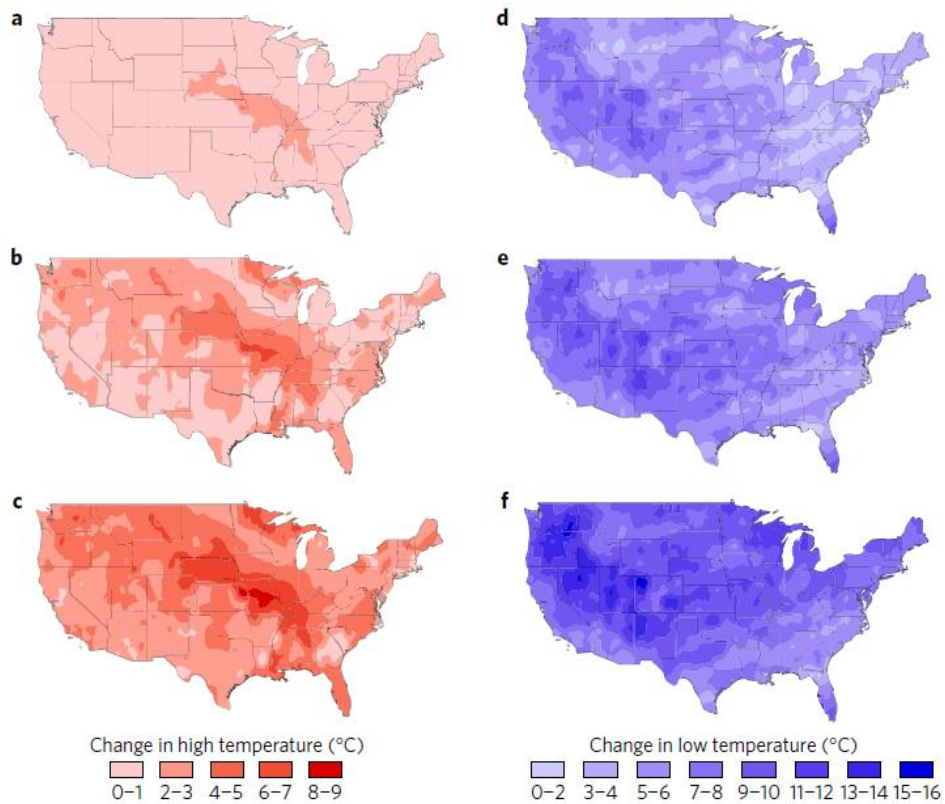 a
d
b
e
c
f
Change in high temperature (°C)
0–1 2–3 4–5 6–7 8–9
Change in low temperature (°C)
0–2 3–4 5–6 7–8 9–10 11–12 13–14 15–16